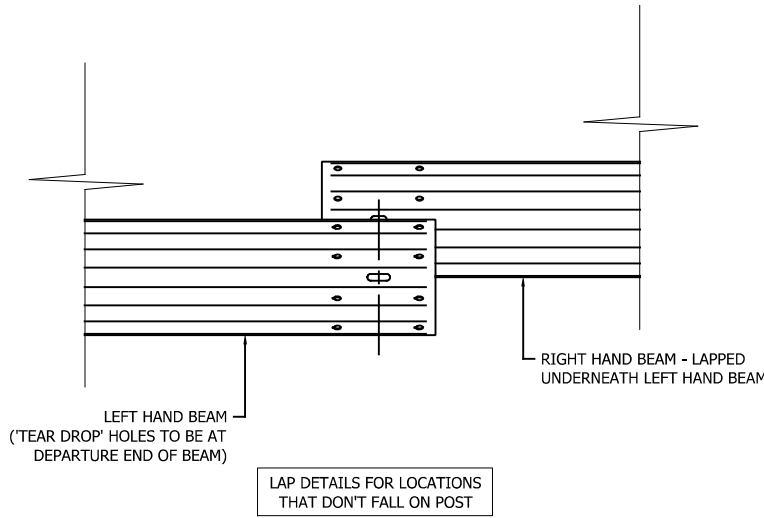 RIGHT HAND BEAM - LAPPED
UNDERNEATH LEFT HAND BEAM
LEFT HAND BEAM
('TEAR DROP' HOLES TO BE AT
DEPARTURE END OF BEAM)
LAP DETAILS FOR LOCATIONS
THAT DON'T FALL ON POST